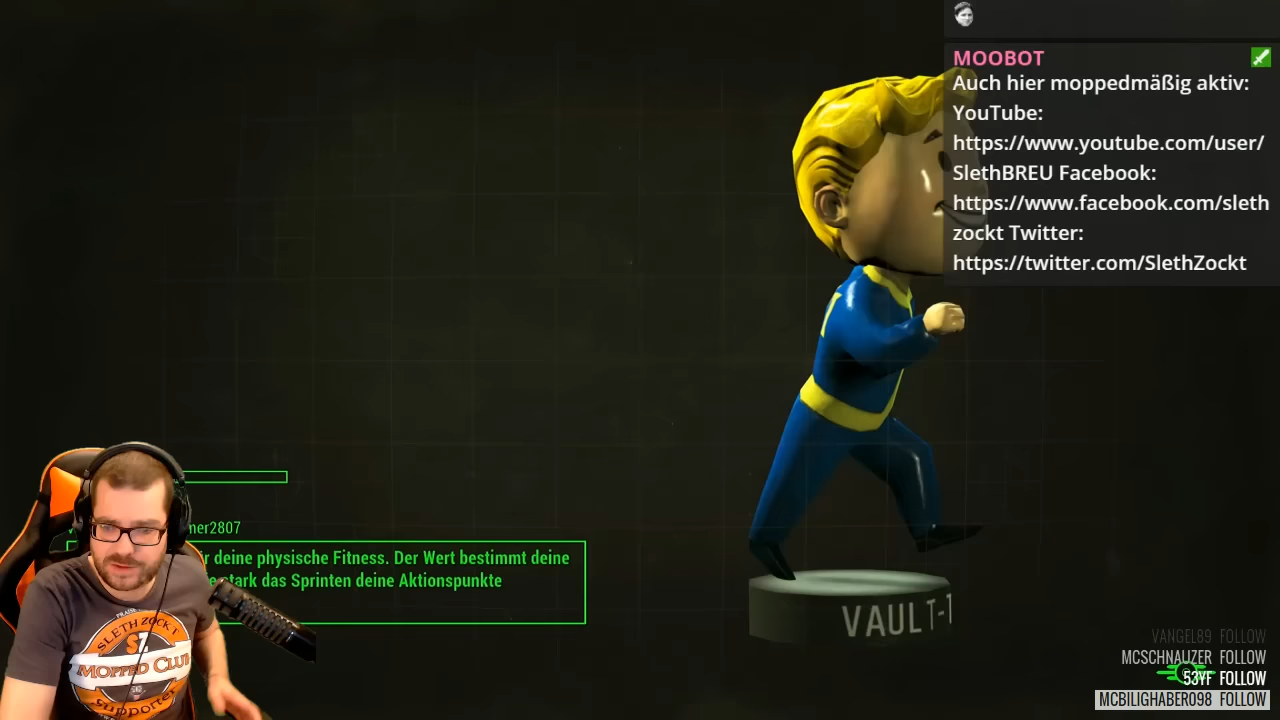 MOOBOT
Auch hier moppedmäßig aktiv:
YouTube:
https://www.youtube.com/user/
SlethBREU Facebook:
https://www.facebook.com/sleth
zockt Twitter:
https://twitter.com/SlethZockt
mer2807
r deine physische Fitness. Der Wert bestimmt deine
stark das Sprinten deine Aktionspunkte
VAULT-T
SLETH ZOCKT
SZ
MOPPED CLUB
supporter
VANGEL89 FOLLOW
MCSCHNAUZER FOLLOW
53YF FOLLOW
MCBILIGHABER098 FOLLOW